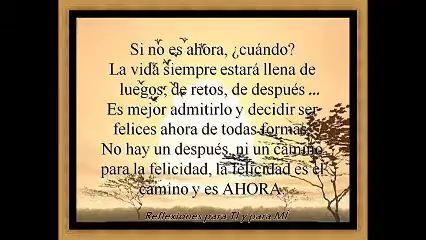 Si no es ahora, ¿cuándo?
La vida siempre estará llena de
luegos, de retos, de después ...
Es mejor admitirlo y decidir ser
felices ahora de todas formas.
No hay un después, ni un camino
para la felicidad, la felicidad es el
camino y es AHORA.
Reflexiones para TI y para MI